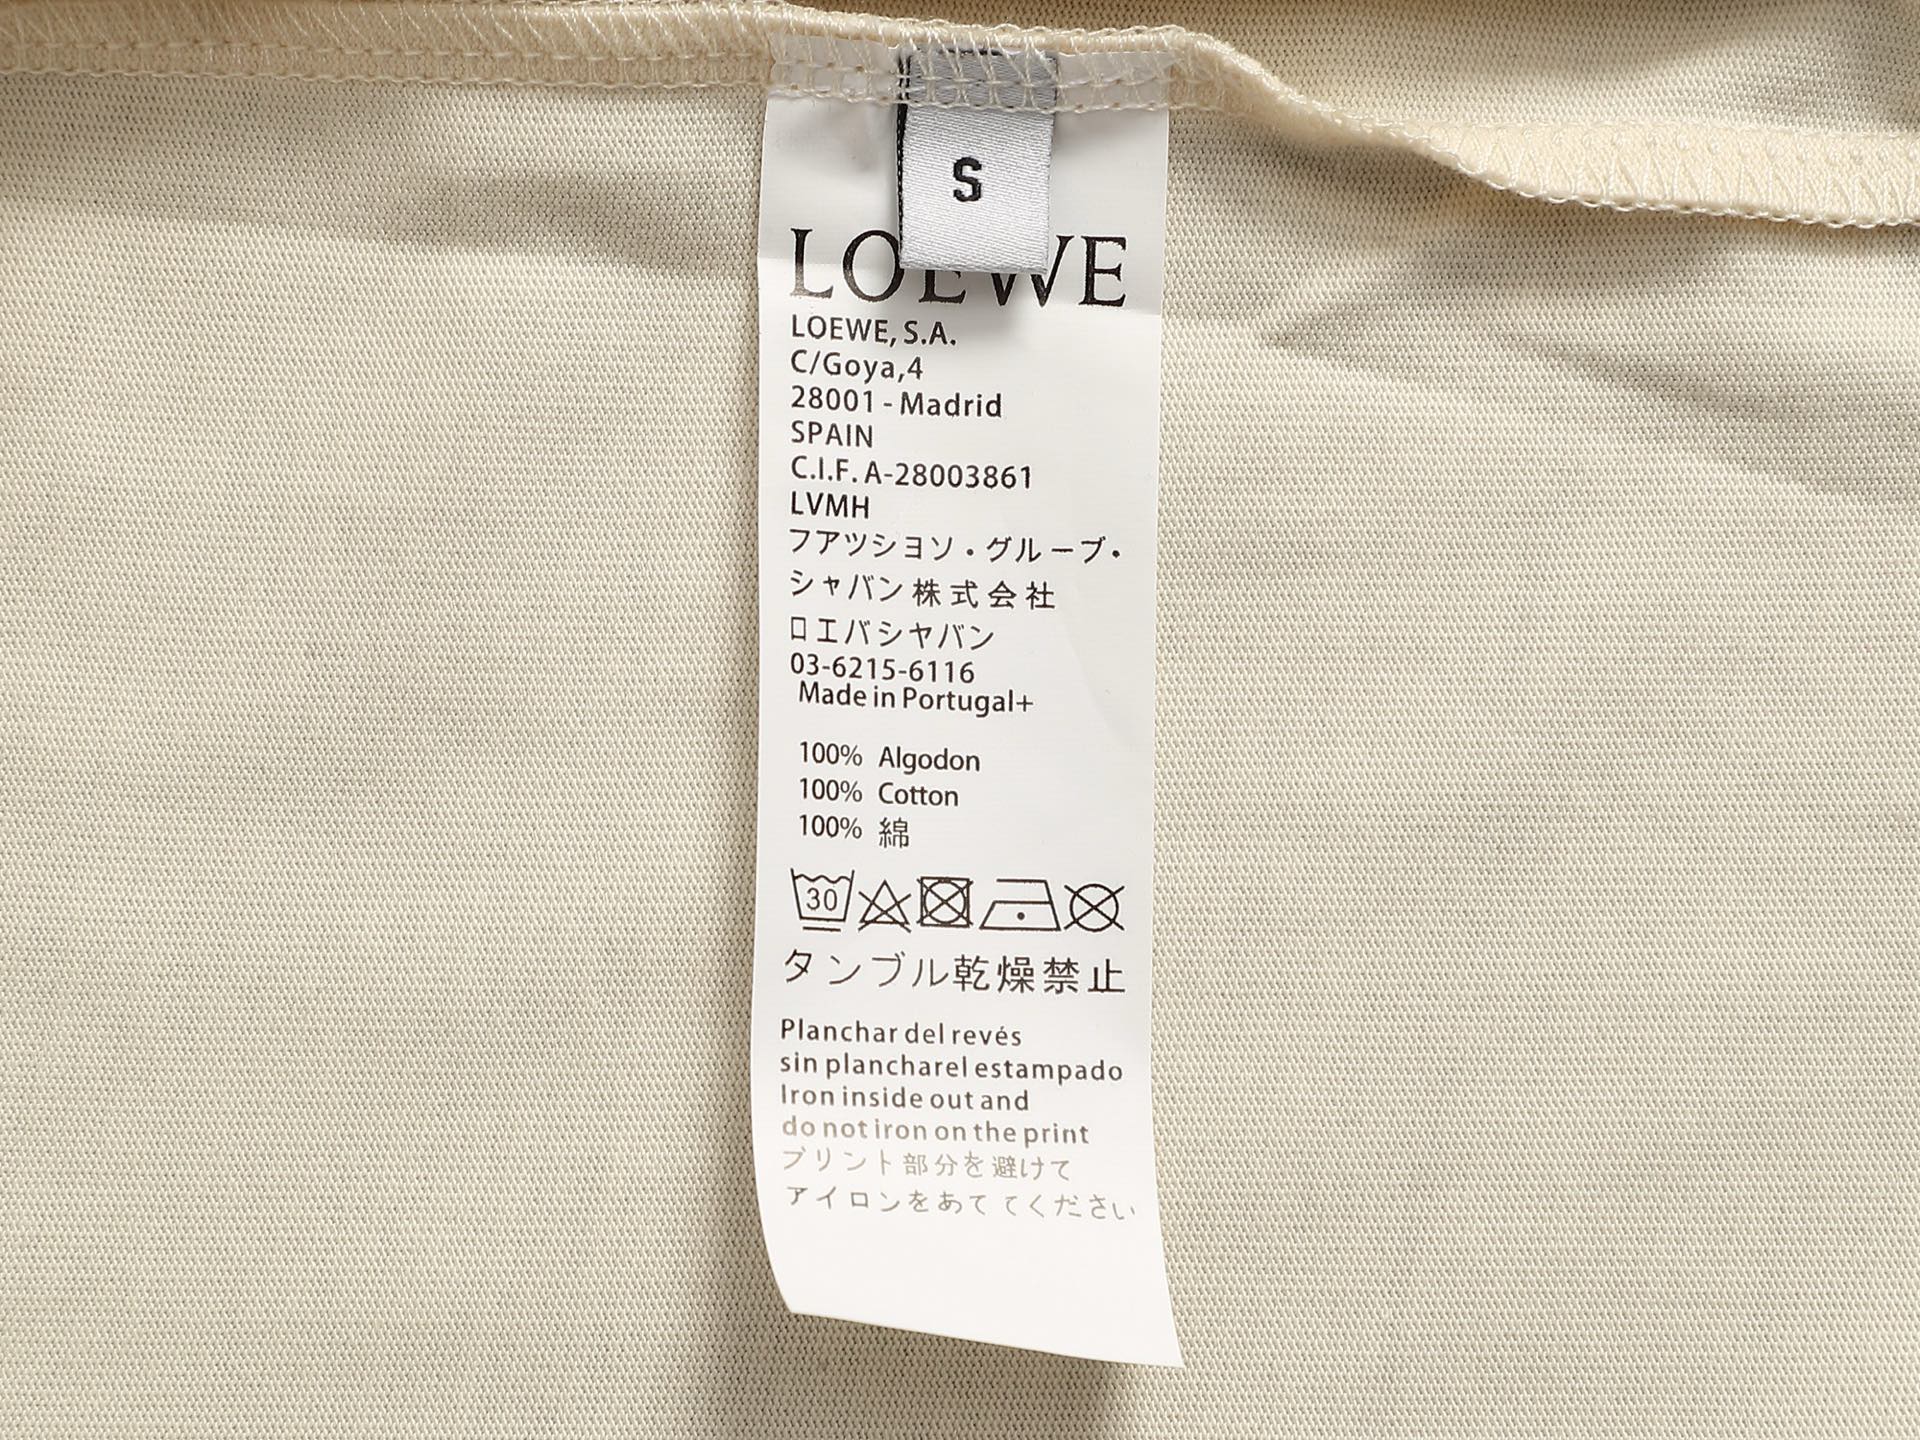 S
LOEWE
LOEWE, S.A.
C/Goya,4
28001 - Madrid
SPAIN
C.I.F. A-28003861
LVMH
フアツシヨソ・グループ・
シャバン株式会社
ロエバシヤバン
03-6215-6116
Made in Portugal+
100% Algodon
100% Cotton
100% 綿
30
タンブル乾燥禁止
Planchar del revés
sin plancharel estampado
Iron inside out and
do not iron on the print
プリント部分を避けて
アイロンをあててください